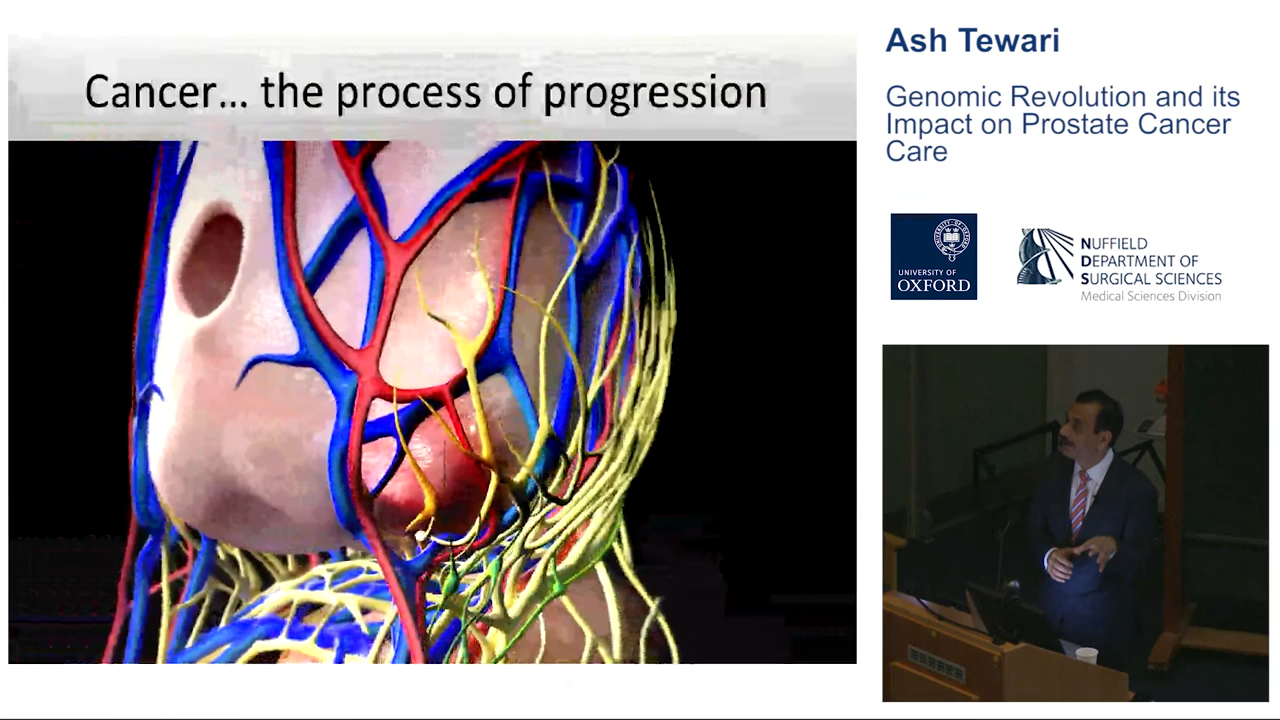 Cancer... the process of progression
Ash Tewari
Genomic Revolution and its
Impact on Prostate Cancer
Care
UNIVERSITY OF
OXFORD
NUFFIELD
DEPARTMENT OF
SURGICAL SCIENCES
Medical Sciences Division